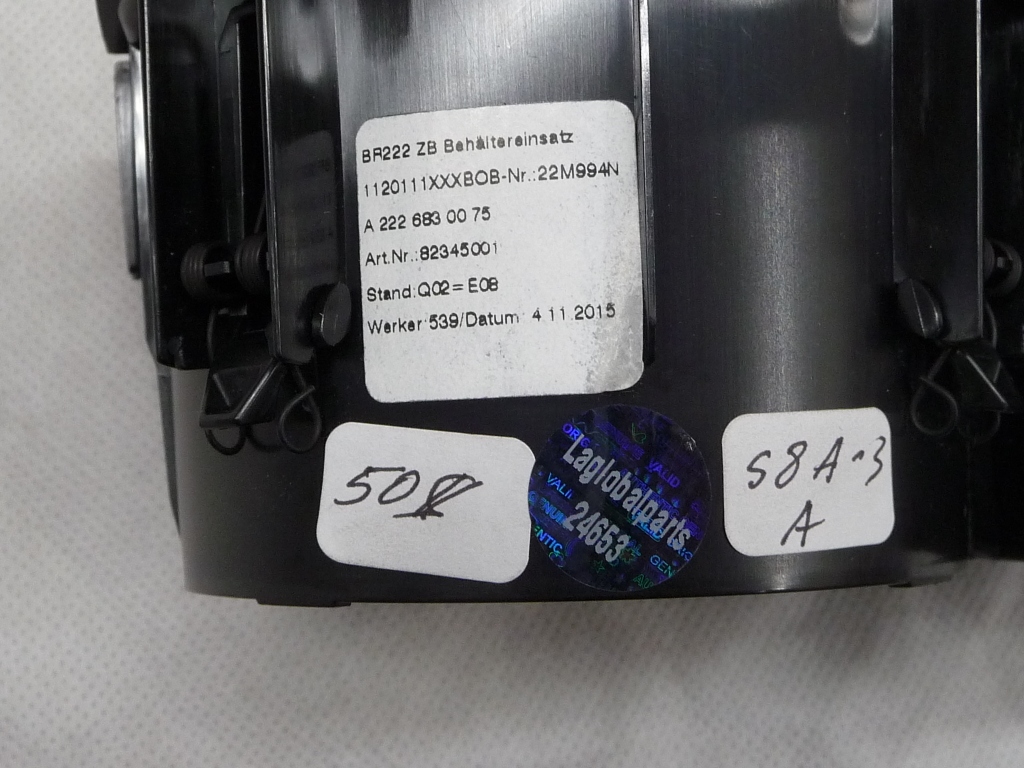 BR222 ZB Behältereinsatz
1120111XXXBOB-Nr.:22M994N
A 222 683 00 75
Art.Nr.:82345001
Stand:Q02=E08
Werker 539/Datum 4 11.2015
50
Laglobalparts
24653
VALID
S8A-3
A